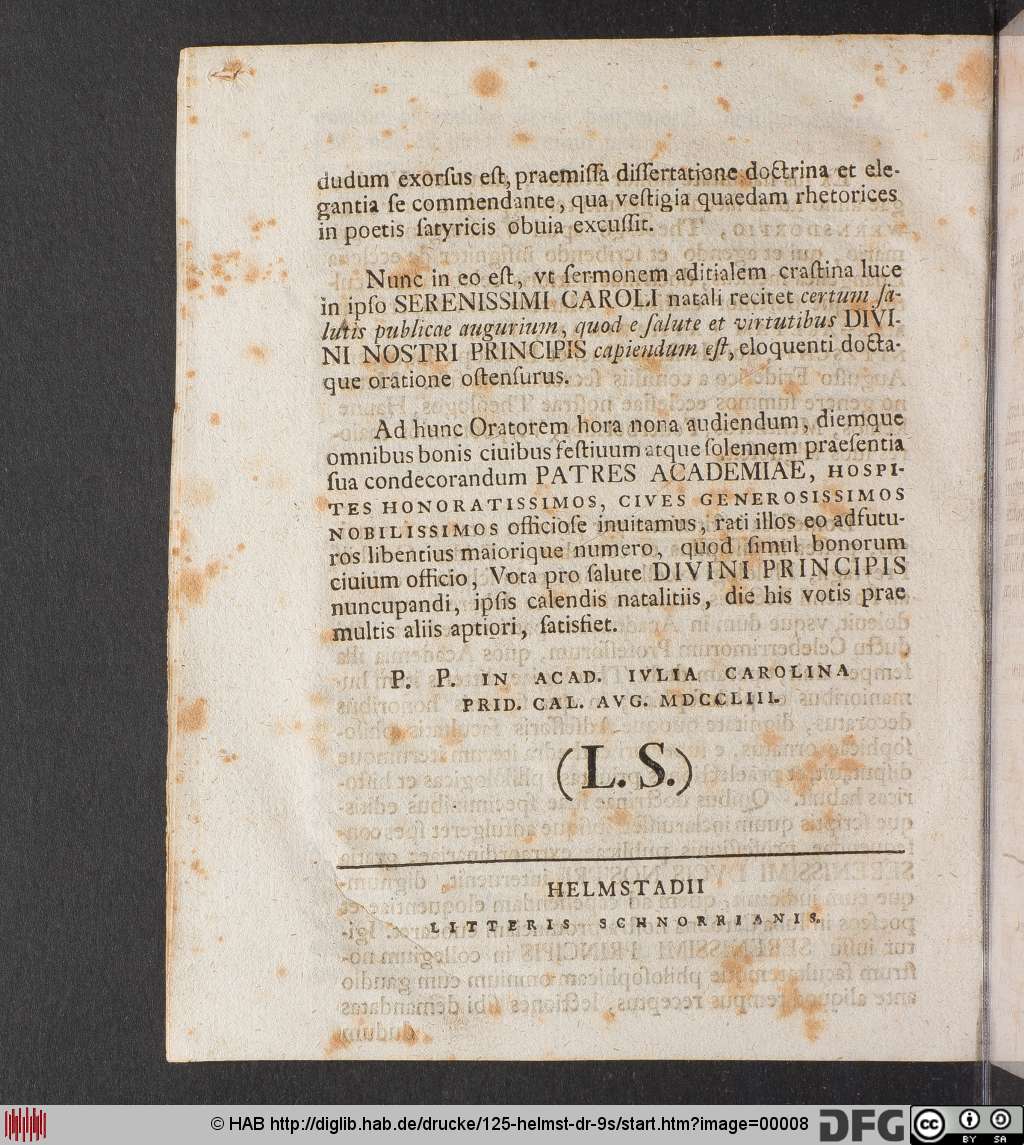 dudum exorſus eſt, praemiſſa diſſertatione doctrina et ele-
gantia ſe commendante, qua veſtigia quaedam rhetorices
in poetis ſatyricis obuia excuſſit.
Nunc in eo eſt, vt ſermonem aditialem craſtina luce
in ipſo SERENISSIMI CAROLI natali recitet certum ſa-
lutis publicae augurium, quod e ſalute et virtutibus DIVI-
NI NOSTRI PRINCIPIS capiendum eſt, eloquenti docta-
que oratione oſtenſurus.
Ad hunc Oratorem hora nona audiendum, diemque
omnibus bonis ciuibus feſtiuum atque ſolennem praeſentia
ſua condecorandum PATRES ACADEMIAE, HOSPI-
TES HONORATISSIMOS, CIVES GENEROSISSIMOS
NOBILISSIMOS officioſe inuitamus, rati illos eo adfutu-
ros libentius maiorique numero, quod ſimul bonorum
ciuium officio, Vota pro ſalute DIVINI PRINCIPIS
nuncupandi, ipſis calendis natalitiis, die his votis prae
multis aliis aptiori, ſatisfiet.
P. P. IN ACAD. IVLIA CAROLINA
PRID. CAL. AVG. MDCCLIII.
(L. S.)
HELMSTADII
LITTERIS SCHNORRIANIS.
© HAB http://diglib.hab.de/drucke/125-helmst-dr-9s/start.htm?image=00008 DFG cc BY SA